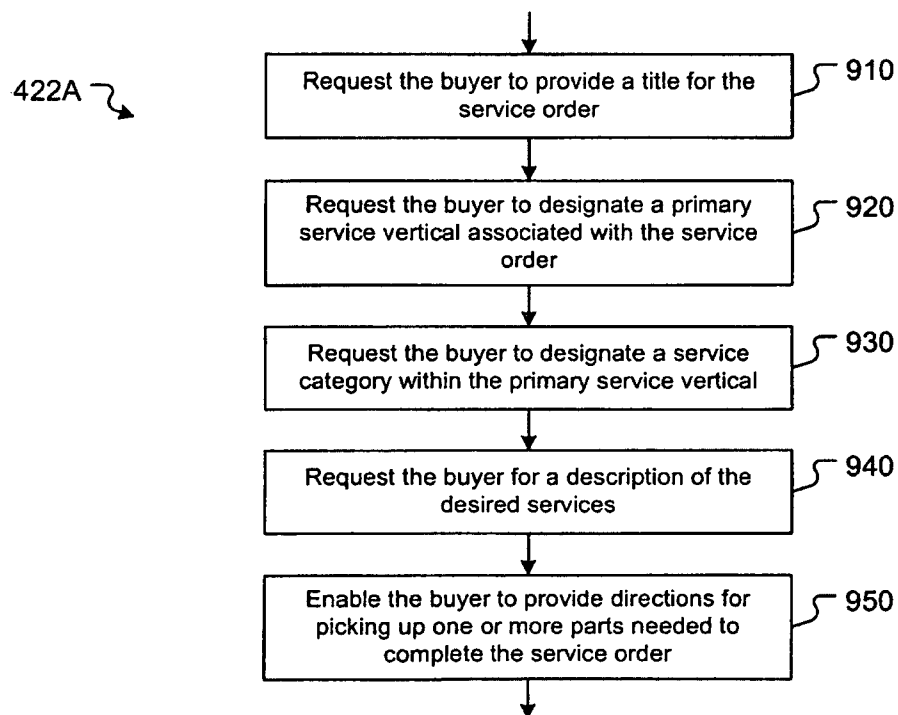 422A
Request the buyer to provide a title for the
service order
910
Request the buyer to designate a primary
service vertical associated with the service
order
920
Request the buyer to designate a service
category within the primary service vertical
930
Request the buyer for a description of the
desired services
940
Enable the buyer to provide directions for
picking up one or more parts needed to
complete the service order
950